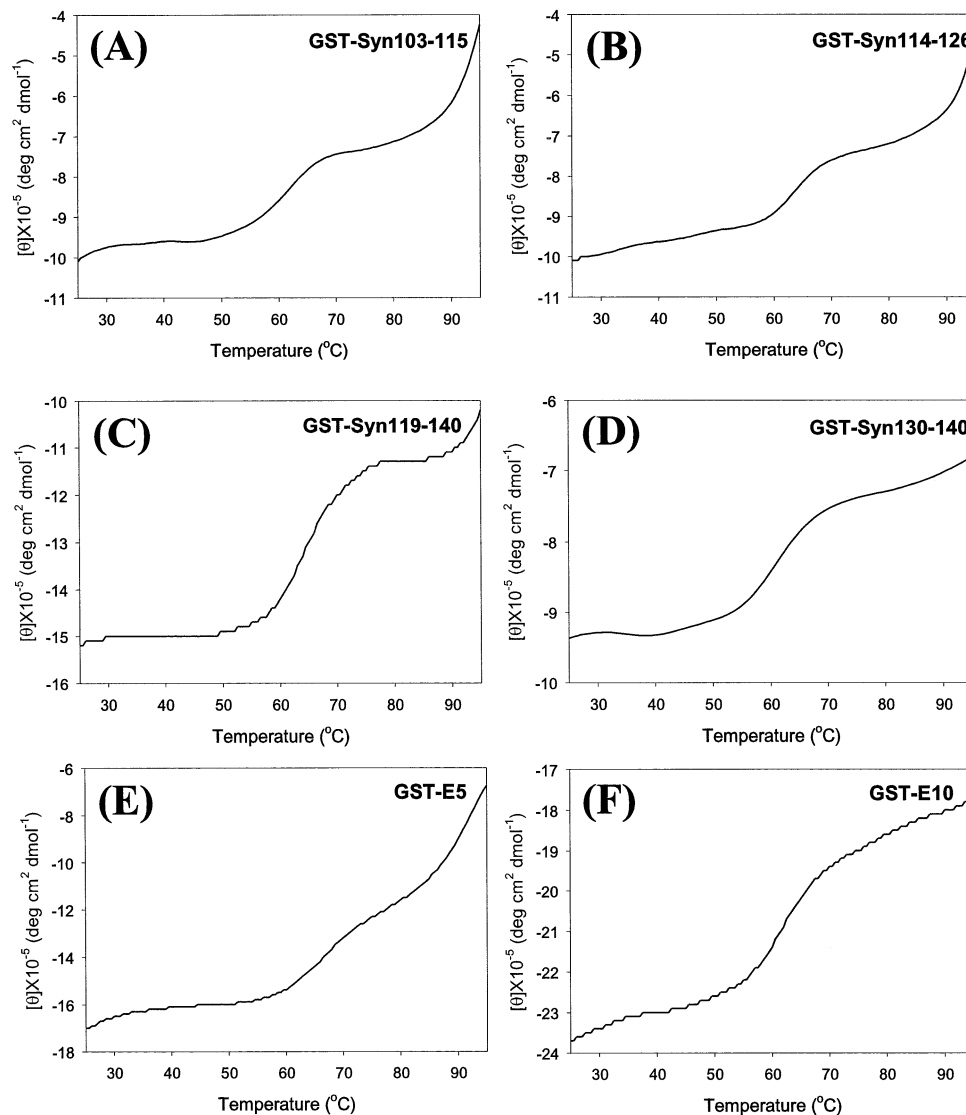 (A)
GST-Syn103-115
-4
-5
-6
-7
-8
-9
-10
-11
[θ]X10⁻⁵ (deg cm² dmol⁻¹)
30 40 50 60 70 80 90
Temperature (°C)
(B)
GST-Syn114-126
-4
-5
-6
-7
-8
-9
-10
-11
[θ]X10⁻⁵ (deg cm² dmol⁻¹)
30 40 50 60 70 80 90
Temperature (°C)
(C)
GST-Syn119-140
-10
-11
-12
-13
-14
-15
-16
[θ]X10⁻⁵ (deg cm² dmol⁻¹)
30 40 50 60 70 80 90
Temperature (°C)
(D)
GST-Syn130-140
-6
-7
-8
-9
-10
[θ]X10⁻⁵ (deg cm² dmol⁻¹)
30 40 50 60 70 80 90
Temperature (°C)
(E)
GST-E5
-6
-8
-10
-12
-14
-16
-18
[θ]X10⁻⁵ (deg cm² dmol⁻¹)
30 40 50 60 70 80 90
Temperature (°C)
(F)
GST-E10
-17
-18
-19
-20
-21
-22
-23
-24
[θ]X10⁻⁵ (deg cm² dmol⁻¹)
30 40 50 60 70 80 90
Temperature (°C)